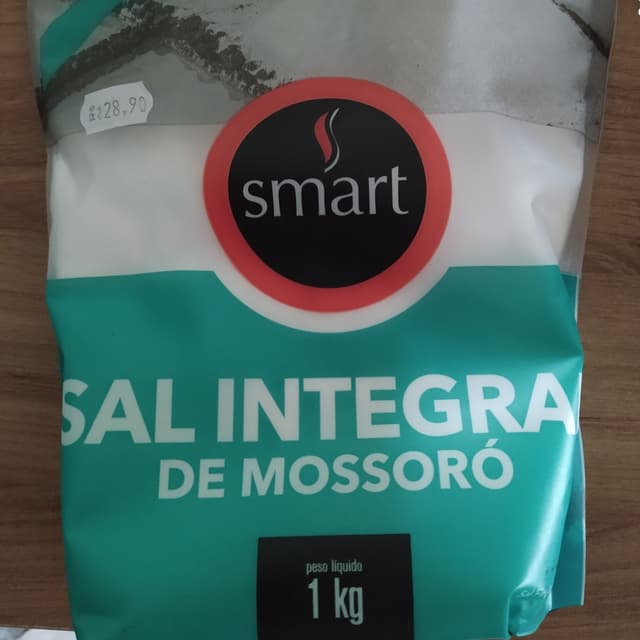 R$28,90
smart
SAL INTEGRA
DE MOSSORÓ
peso líquido
1 kg